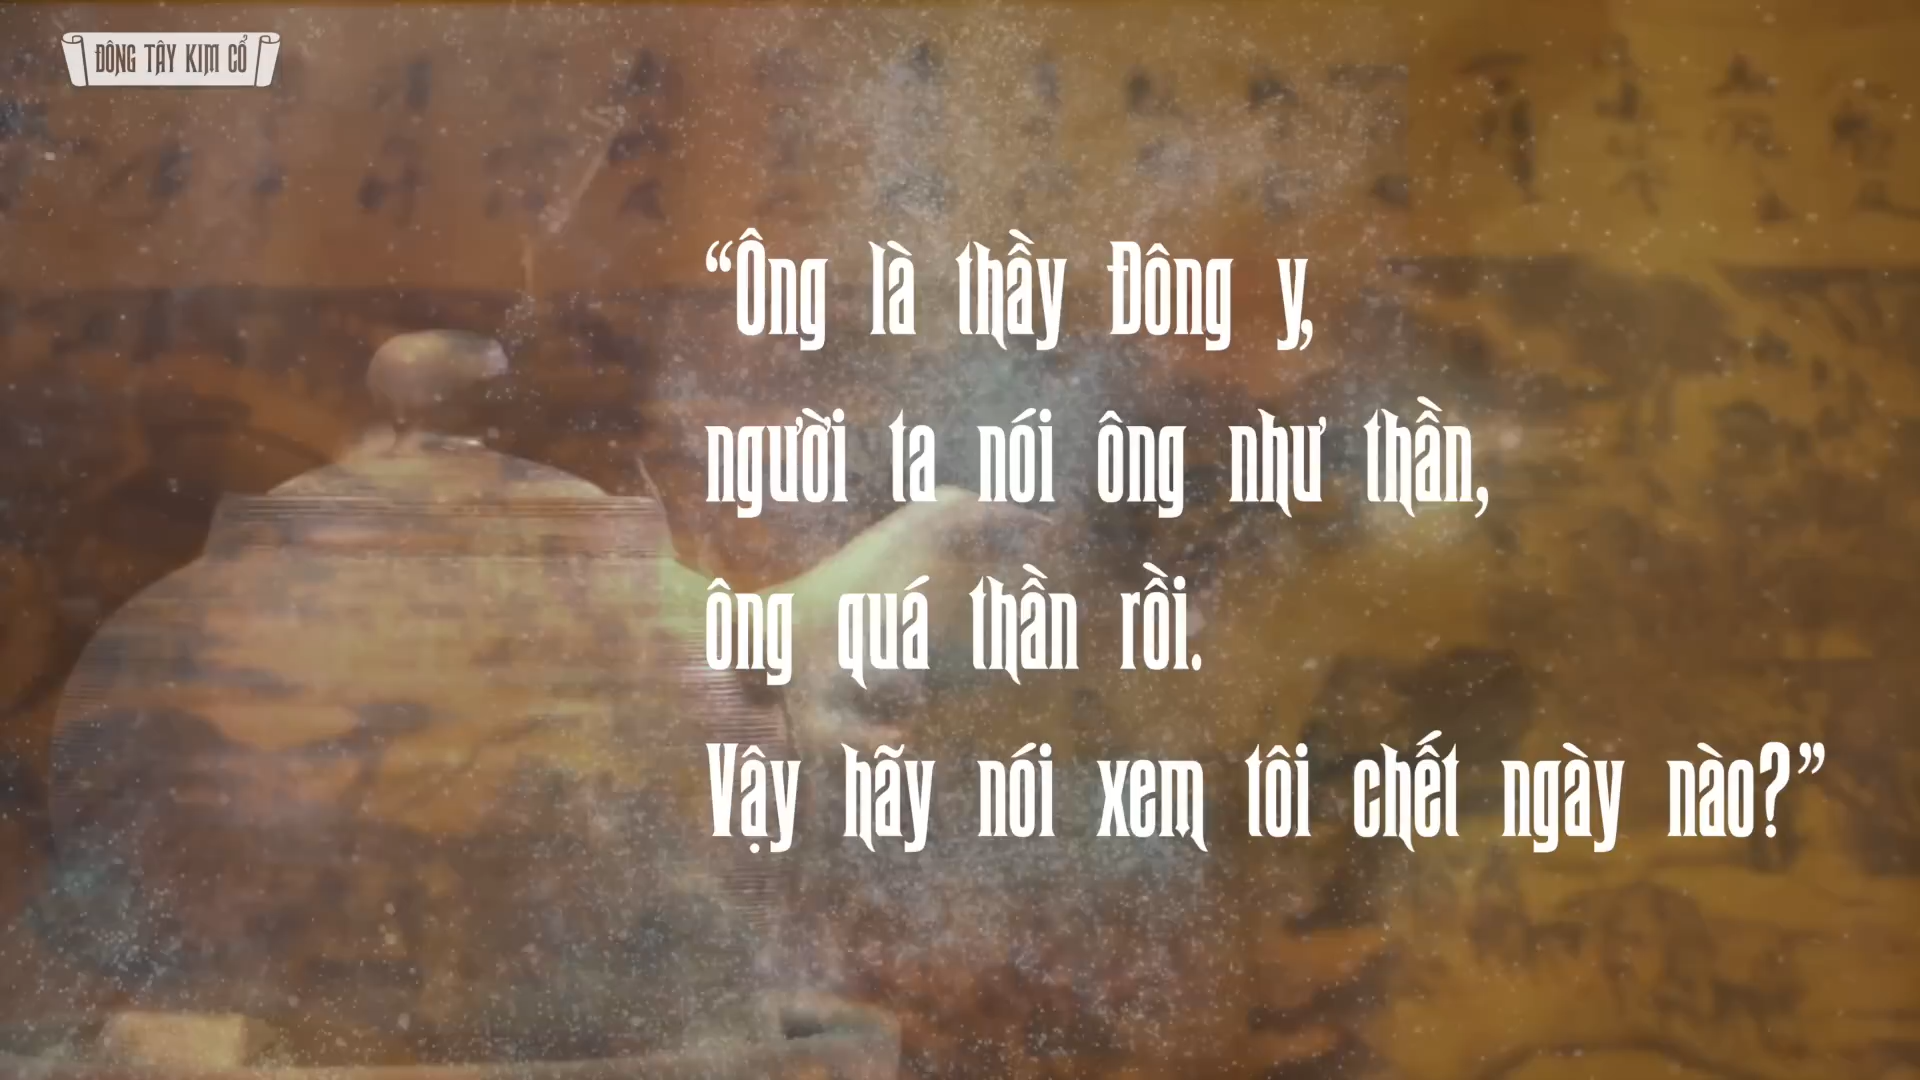 ĐÔNG TÂY KIM CỔ
“Ông là thầy Đông y,
người ta nói ông như thần,
ông quá thần rồi.
Vậy hãy nói xem tôi chết ngày nào?”